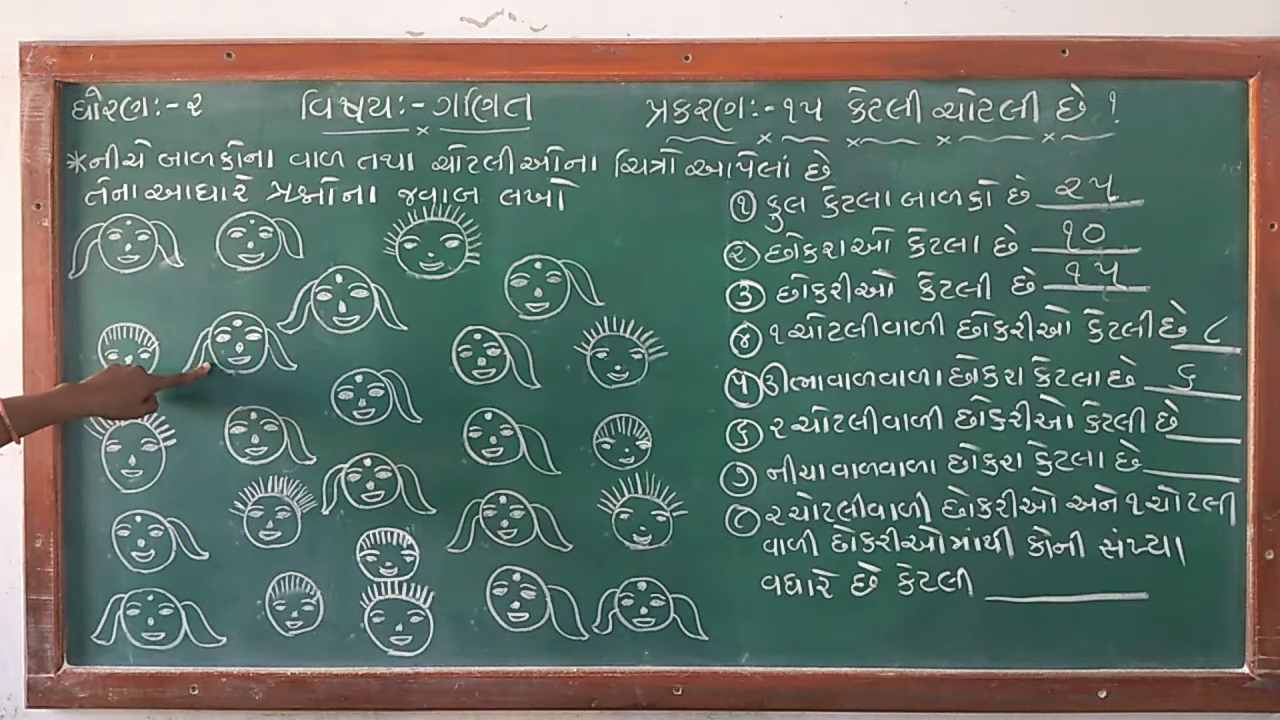 ધોરણઃ-૨ વિષયઃ-ગણિત પ્રકરણઃ-૧૫ કેટલી ચોટલી છે ?
*નીચે બાળકોના વાળ તથા ચોટલીઓના ચિત્રો આપેલાં છે
તેના આધારે પ્રશ્નોના જવાબ લખો
૧ કુલ કેટલા બાળકો છે ૨૫
૨ છોકરાઓ કેટલા છે ૧૦
૩ છોકરીઓ કેટલી છે ૧૫
૪ ૧ ચોટલીવાળી છોકરીઓ કેટલી છે ૮
૫ ઊભાવાળવાળા છોકરા કેટલા છે ૬
૬ ૨ ચોટલીવાળી છોકરીઓ કેટલી છે
૭ નીચા વાળવાળા છોકરા કેટલા છે
૮ ૨ ચોટલીવાળી છોકરીઓ અને ૧ ચોટલી
વાળી છોકરીઓમાંથી કોની સંખ્યા
વધારે છે કેટલી